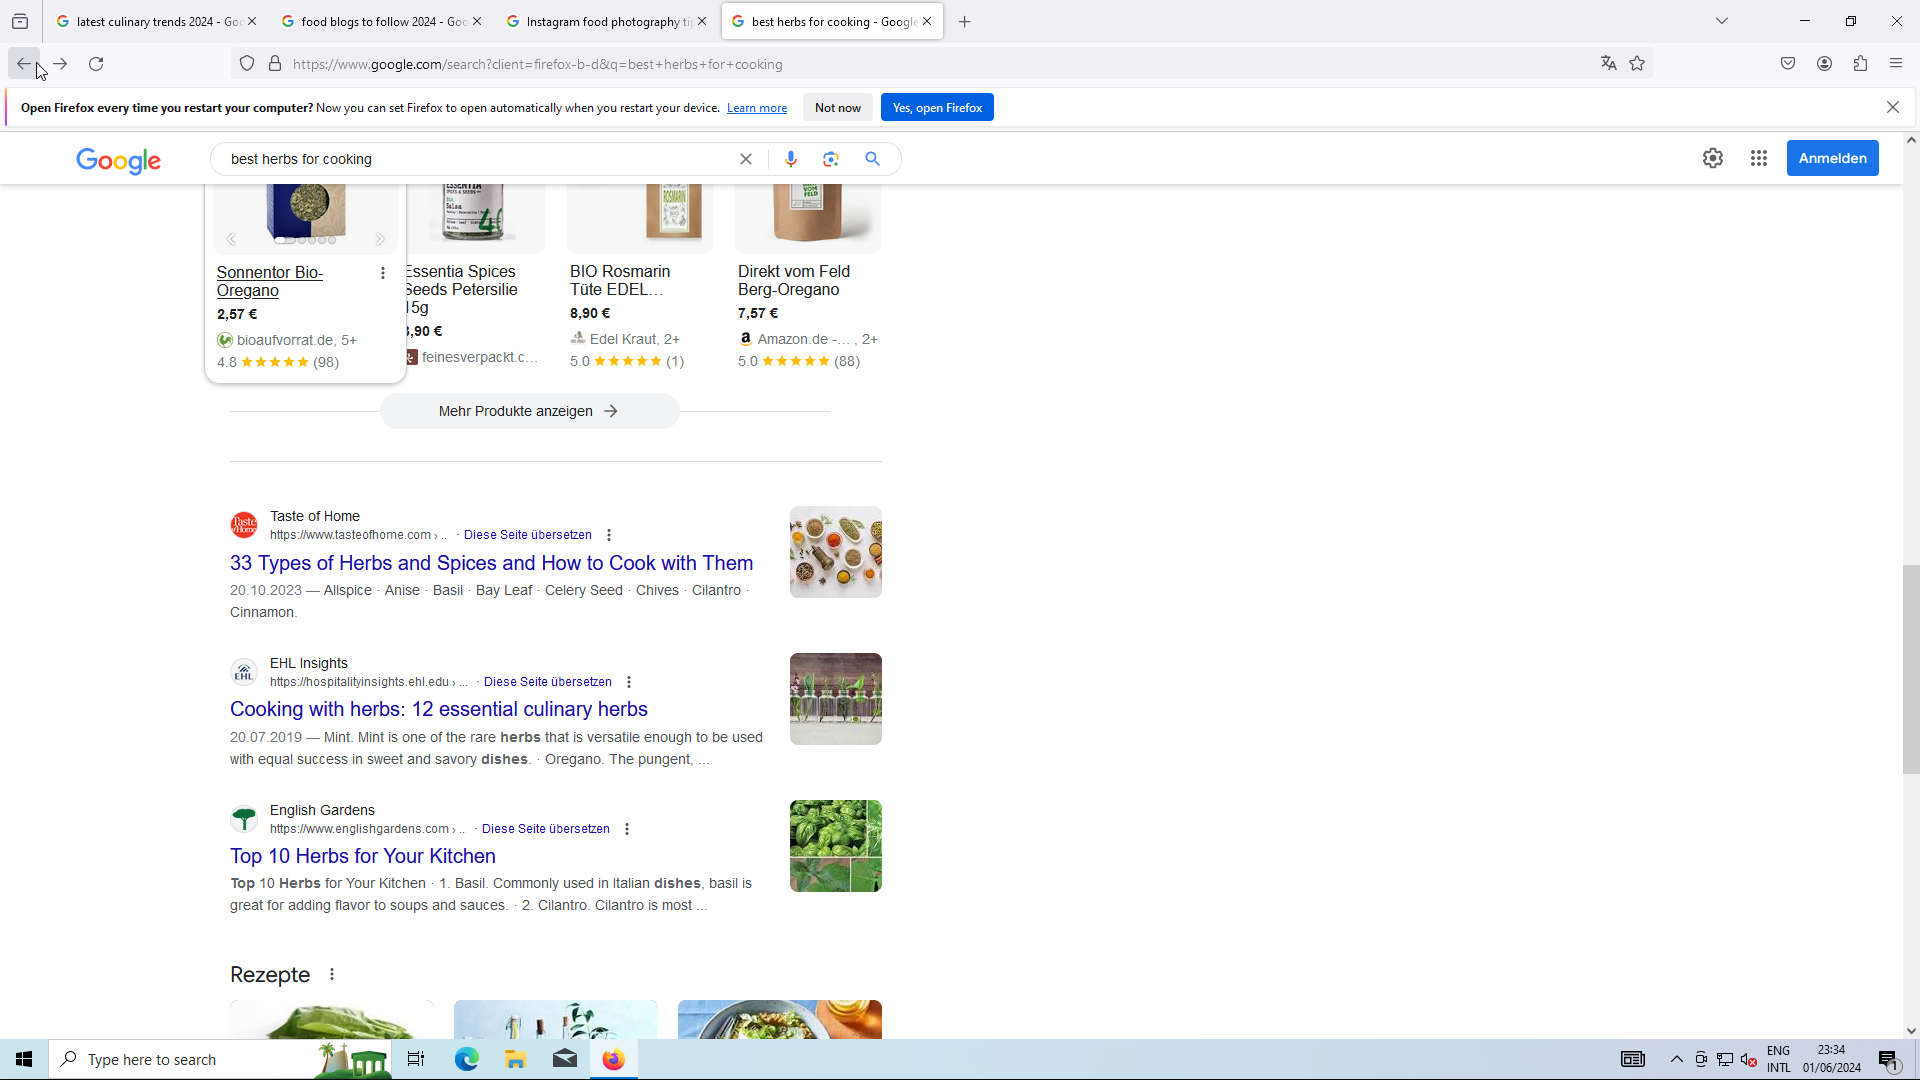 latest culinary trends 2024 - Goo
food blogs to follow 2024 - Goo
Instagram food photography tip
best herbs for cooking - Google
https://www.google.com/search?client=firefox-b-d&q=best+herbs+for+cooking
Open Firefox every time you restart your computer? Now you can set Firefox to open automatically when you restart your device. Learn more
Not now
Yes, open Firefox
Google
best herbs for cooking
Anmelden
ESSENTIA
SPICES & SEEDS
bio
Salsa
ROSMARIN
VOM
FELD
Sonnentor Bio-
Oregano
2,57 €
bioaufvorrat.de, 5+
4.8 (98)
Essentia Spices
Seeds Petersilie
15g
3,90 €
feinesverpackt.c...
BIO Rosmarin
Tüte EDEL...
8,90 €
Edel Kraut, 2+
5.0 (1)
Direkt vom Feld
Berg-Oregano
7,57 €
Amazon.de -... , 2+
5.0 (88)
Mehr Produkte anzeigen
Taste of Home
https://www.tasteofhome.com › .. · Diese Seite übersetzen
33 Types of Herbs and Spices and How to Cook with Them
20.10.2023 — Allspice · Anise · Basil · Bay Leaf · Celery Seed · Chives · Cilantro ·
Cinnamon.
EHL
EHL Insights
https://hospitalityinsights.ehl.edu › ... · Diese Seite übersetzen
Cooking with herbs: 12 essential culinary herbs
20.07.2019 — Mint. Mint is one of the rare herbs that is versatile enough to be used
with equal success in sweet and savory dishes. · Oregano. The pungent, ...
English Gardens
https://www.englishgardens.com › .. · Diese Seite übersetzen
Top 10 Herbs for Your Kitchen
Top 10 Herbs for Your Kitchen · 1. Basil. Commonly used in Italian dishes, basil is
great for adding flavor to soups and sauces. · 2. Cilantro. Cilantro is most ...
Rezepte
Type here to search
ENG
INTL
23:34
01/06/2024
1